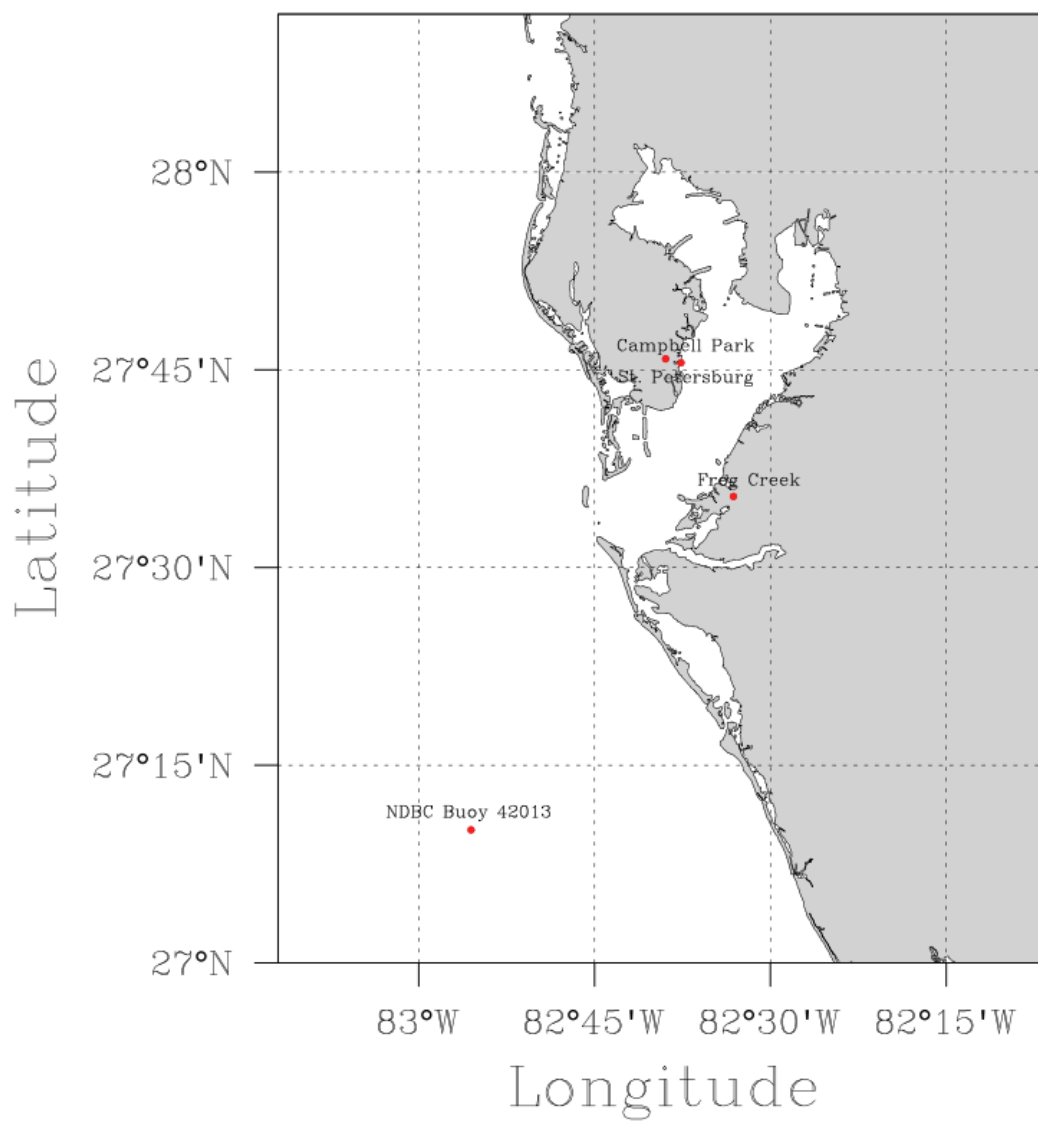 28°N
Campbell Park
27°45'N
St. Petersburg
Frog Creek
27°30'N
27°15'N
NDBC Buoy 42013
27°N
83°W 82°45'W 82°30'W 82°15'W
Latitude
Longitude